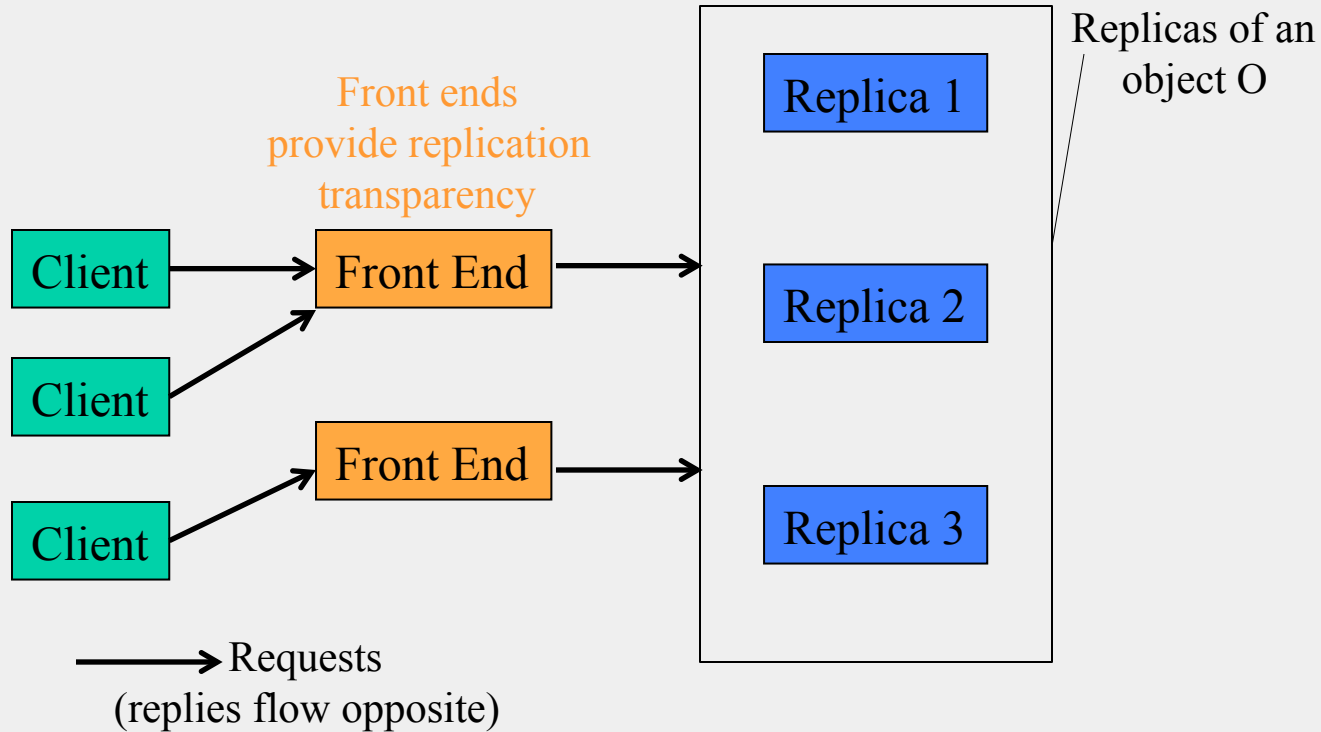 Replicas of an
object O
Replica 1
Front ends
provide replication
transparency
Client
Front End
Replica 2
Client
Front End
Client
Replica 3
Requests
(replies flow opposite)